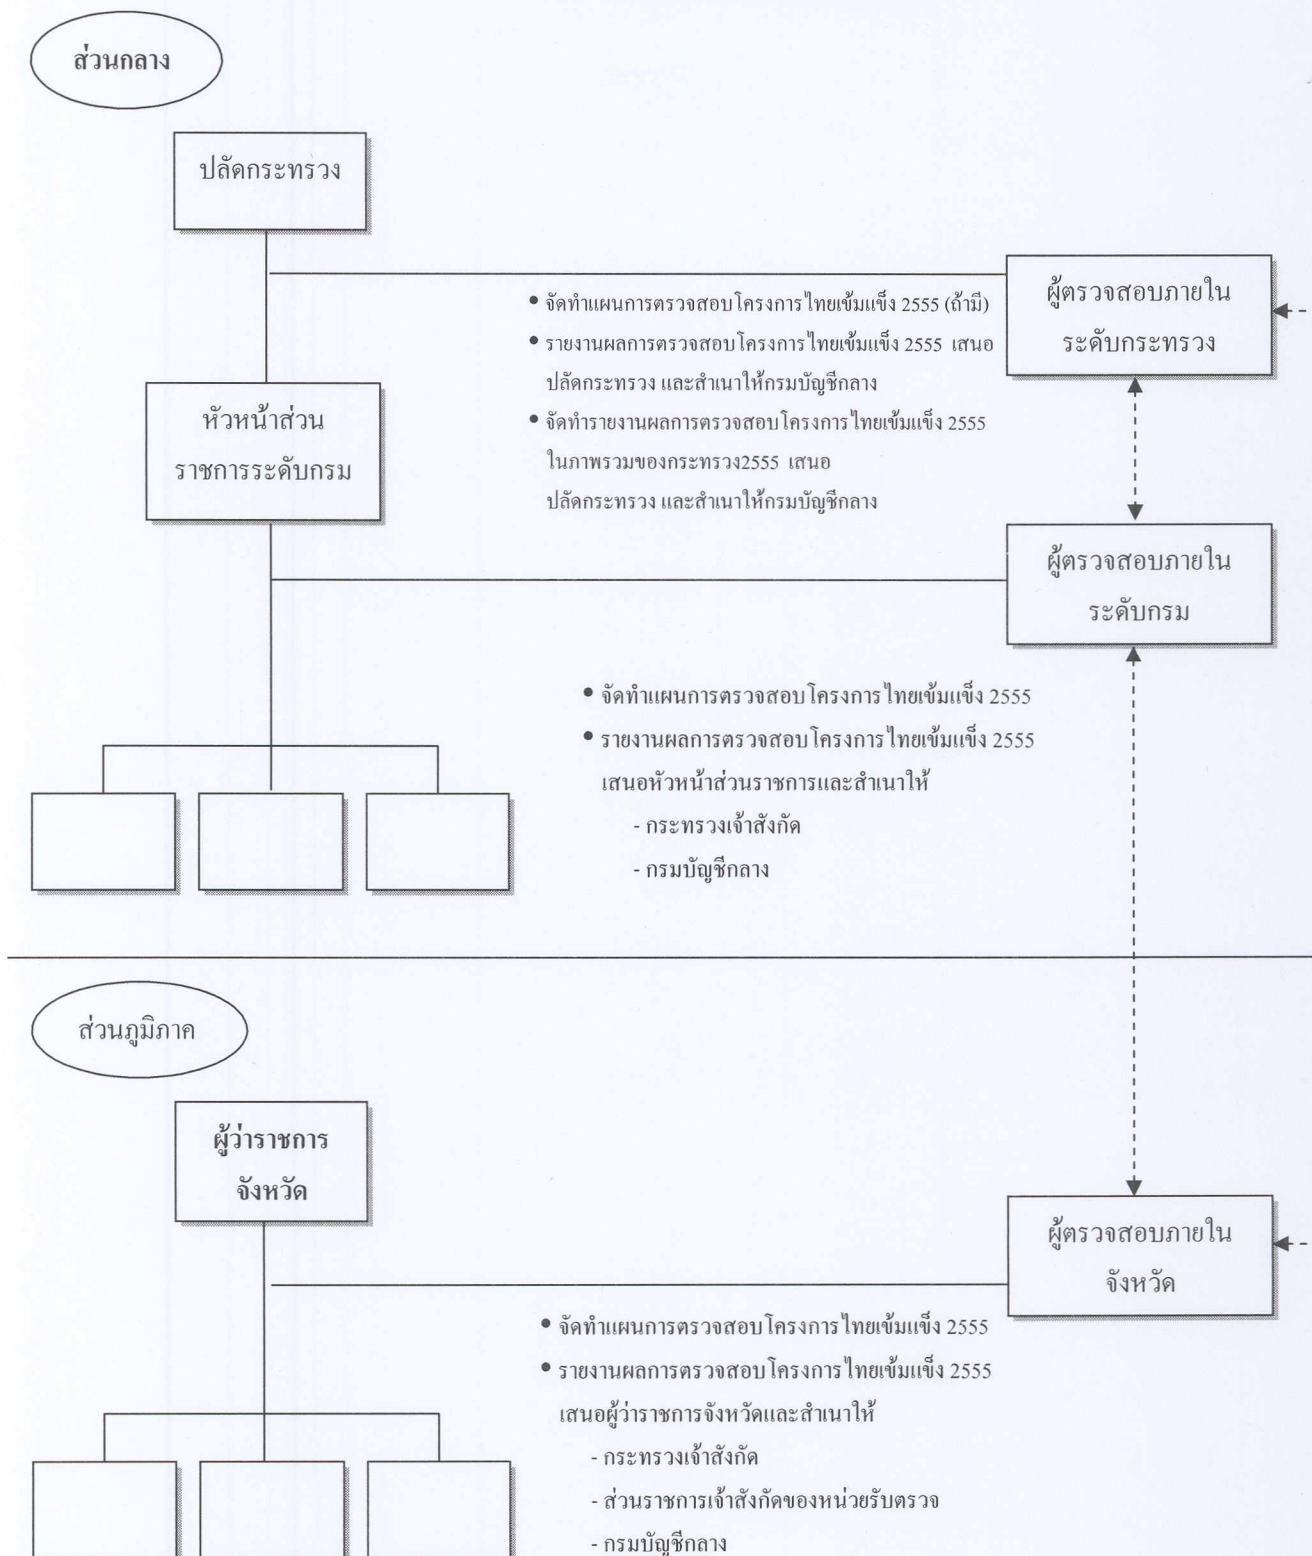 ส่วนกลาง
ปลัดกระทรวง
ผู้ตรวจสอบภายใน
ระดับกระทรวง
• จัดทำแผนการตรวจสอบโครงการไทยเข้มแข็ง 2555 (ถ้ามี)
• รายงานผลการตรวจสอบโครงการไทยเข้มแข็ง 2555 เสนอ
ปลัดกระทรวง และสำเนาให้กรมบัญชีกลาง
• จัดทำรายงานผลการตรวจสอบโครงการไทยเข้มแข็ง 2555
ในภาพรวมของกระทรวง2555 เสนอ
ปลัดกระทรวง และสำเนาให้กรมบัญชีกลาง
หัวหน้าส่วน
ราชการระดับกรม
ผู้ตรวจสอบภายใน
ระดับกรม
• จัดทำแผนการตรวจสอบโครงการไทยเข้มแข็ง 2555
• รายงานผลการตรวจสอบโครงการไทยเข้มแข็ง 2555
เสนอหัวหน้าส่วนราชการและสำเนาให้
- กระทรวงเจ้าสังกัด
- กรมบัญชีกลาง
ส่วนภูมิภาค
ผู้ว่าราชการ
จังหวัด
ผู้ตรวจสอบภายใน
จังหวัด
• จัดทำแผนการตรวจสอบโครงการไทยเข้มแข็ง 2555
• รายงานผลการตรวจสอบโครงการไทยเข้มแข็ง 2555
เสนอผู้ว่าราชการจังหวัดและสำเนาให้
- กระทรวงเจ้าสังกัด
- ส่วนราชการเจ้าสังกัดของหน่วยรับตรวจ
- กรมบัญชีกลาง